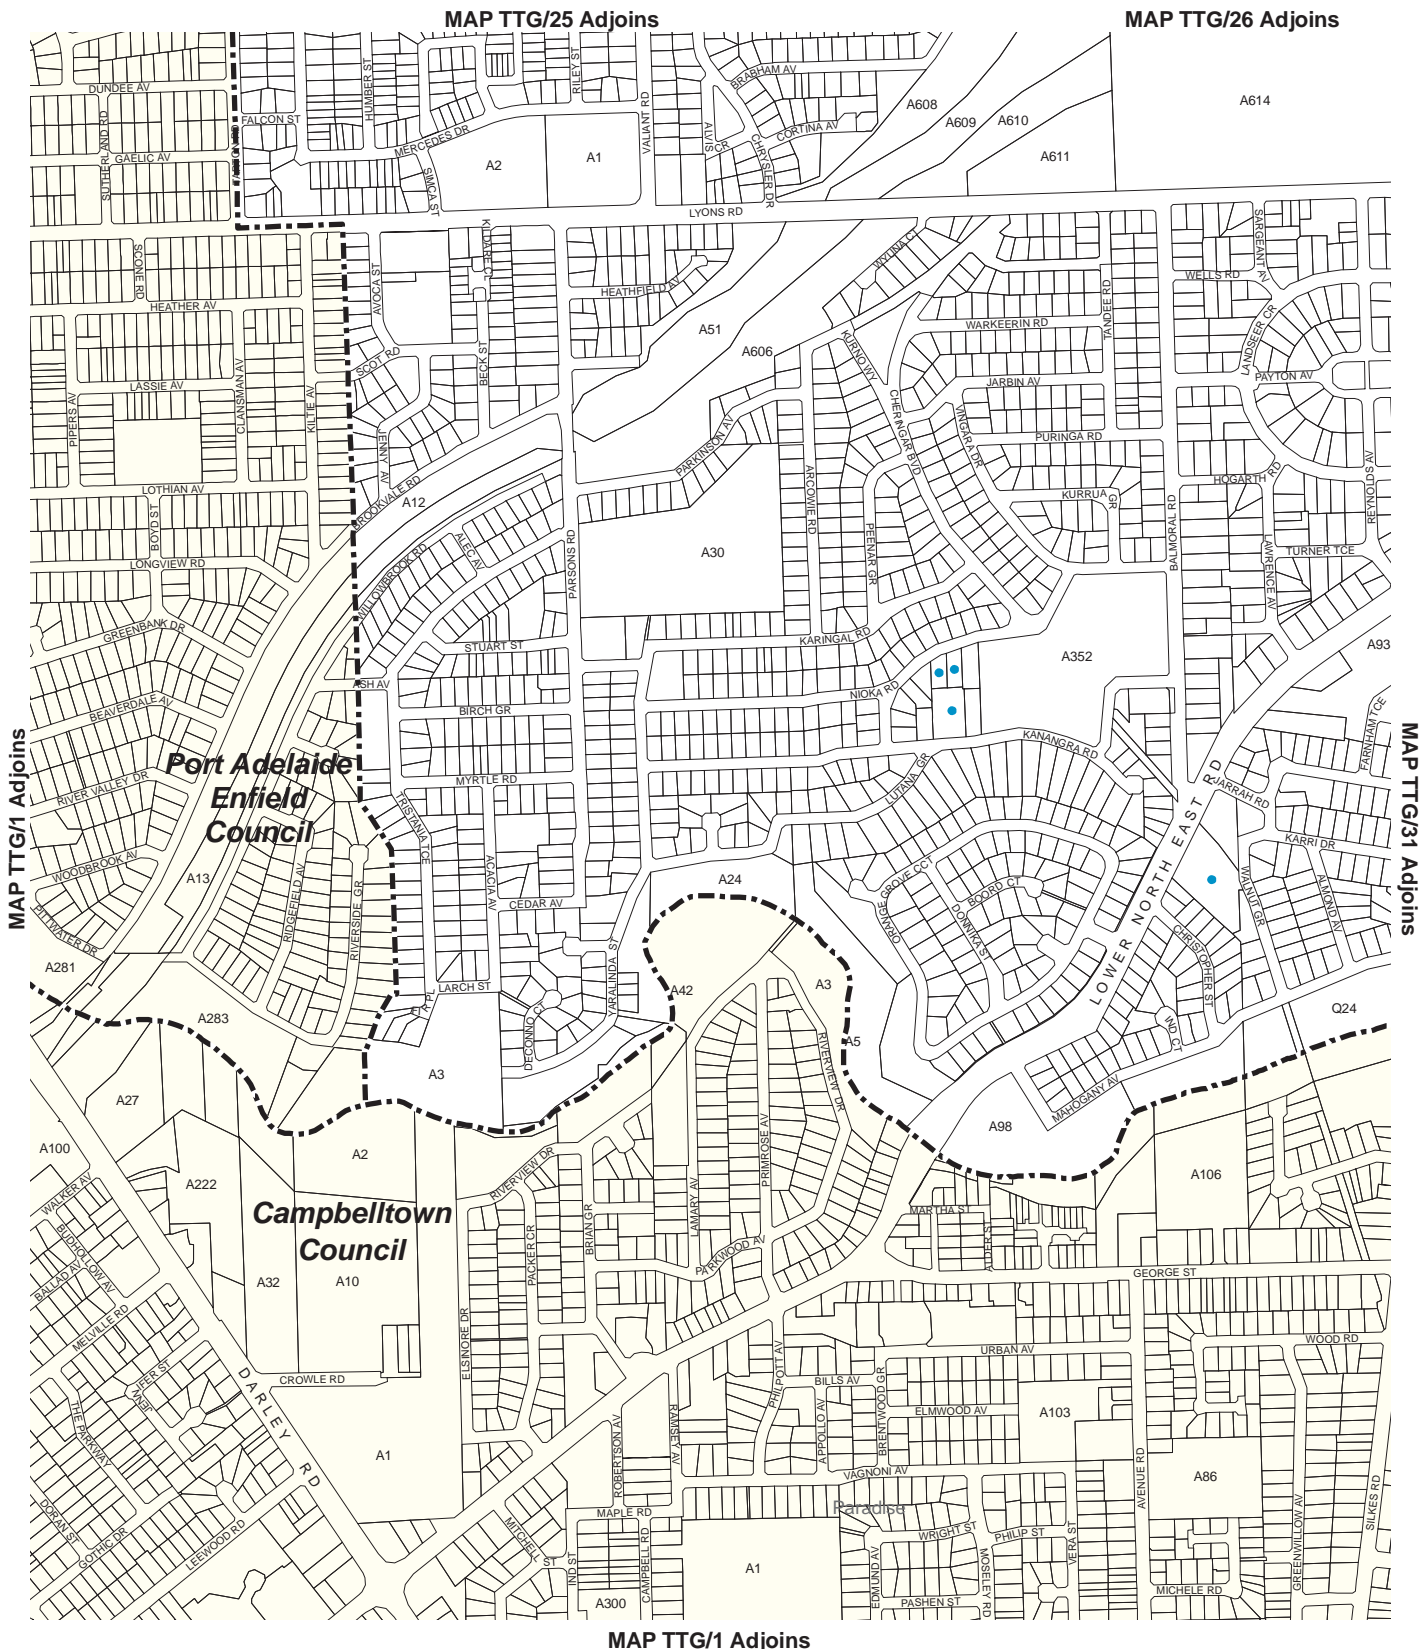 MAP TTG/25 Adjoins
MAP TTG/26 Adjoins
DUNDEE AV
SUTHERLAND RD
GAELIC AV
FALCON ST
HUMBER ST
MERCEDES DR
SIMCA ST
RILEY ST
A2
A1
VALIANT RD
ALVIS CR
BRABHAM AV
CORTINA AV
CHRYSLER DR
A608
A609
A610
A611
A614
LYONS RD
SCONE RD
HEATHER AV
AVOCA ST
KILDARE CT
HEATHFIELD AV
WYUNA CT
SARGEANT AV
WELLS RD
A51
A606
KURNO WY
WARKEERIN RD
TANDEE RD
LANDSEER CR
PAYTON AV
PIPERS AV
LASSIE AV
CLANSMAN AV
KILTIE AV
SCOT RD
BECK ST
JENNY AV
JARBIN AV
CHERINGAR BVD
VINGARA DR
PURINGA RD
PARKINSON AV
ARCOWIE RD
PEENAR GR
KURRUA GR
HOGARTH RD
REYNOLDS AV
LOTHIAN AV
BOYD ST
BROOKVALE RD
A12
BALMORAL RD
LONGVIEW RD
WILLOWBROOK RD
ALEC AV
PARSONS RD
A30
LAWRENCE AV
TURNER TCE
GREENBANK DR
STUART ST
KARINGAL RD
A352
A93
ASH AV
NIOKA RD
BEAVERDALE AV
BIRCH GR
KANANGRA RD
FARNHAM TCE
MAP TTG/1 Adjoins
MAP TTG/31 Adjoins
Port Adelaide
Enfield
Council
RIVER VALLEY DR
MYRTLE RD
LUTANA GR
TRISTANIA TCE
JARRAH RD
LOWER NORTH EAST RD
KARRI DR
WOODBROOK AV
A13
RIDGEFIELD AV
RIVERSIDE GR
ACACIA AV
CEDAR AV
A24
ORANGE GROVE CCT
BOORD CT
DONNIKA ST
WALNUT GR
ALMOND AV
PITTWATER DR
A281
YARALINDA ST
CHRISTOPHER ST
A283
LARCH ST
DECONNO CT
A42
A3
A5
IND CT
Q24
A3
RIVERVIEW DR
A27
MAHOGANY AV
A98
A100
A2
PRIMROSE AV
A106
A222
WALKER AV
RIVERVIEW DR
Campbelltown
Council
BUDHOLLOW AV
BALLAD AV
PACKER CR
BRIAN GR
LAMARY AV
PARKWOOD AV
MARTHA ST
ALDER ST
GEORGE ST
A32
A10
MELVILLE RD
ELSINORE DR
WOOD RD
URBAN AV
JENNIFER ST
DARLEY RD
CROWLE RD
PHILPOTT AV
BILLS AV
BRENTWOOD GR
THE PARKWAY
ROBERTSON AV
RAMSEY AV
APPOLLO AV
ELMWOOD AV
A103
A1
VAGNONI AV
AVENUE RD
A86
SILKES RD
DORAN ST
GOTHIC DR
LEEWOOD RD
MAPLE RD
Paradise
MITCHELL ST
IND ST
CAMPBELL RD
WRIGHT ST
PHILIP ST
VERA ST
GREENWILLOW AV
A1
EDMUND AV
MOSELEY RD
MICHELE RD
A300
PASHEN ST
MAP TTG/1 Adjoins